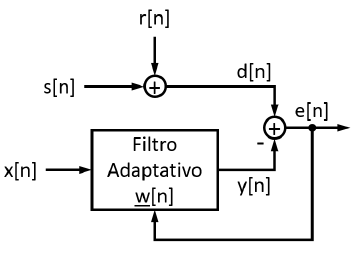 r[n]
s[n]
+
d[n]
e[n]
+
-
Filtro
Adaptativo
w[n]
x[n]
y[n]